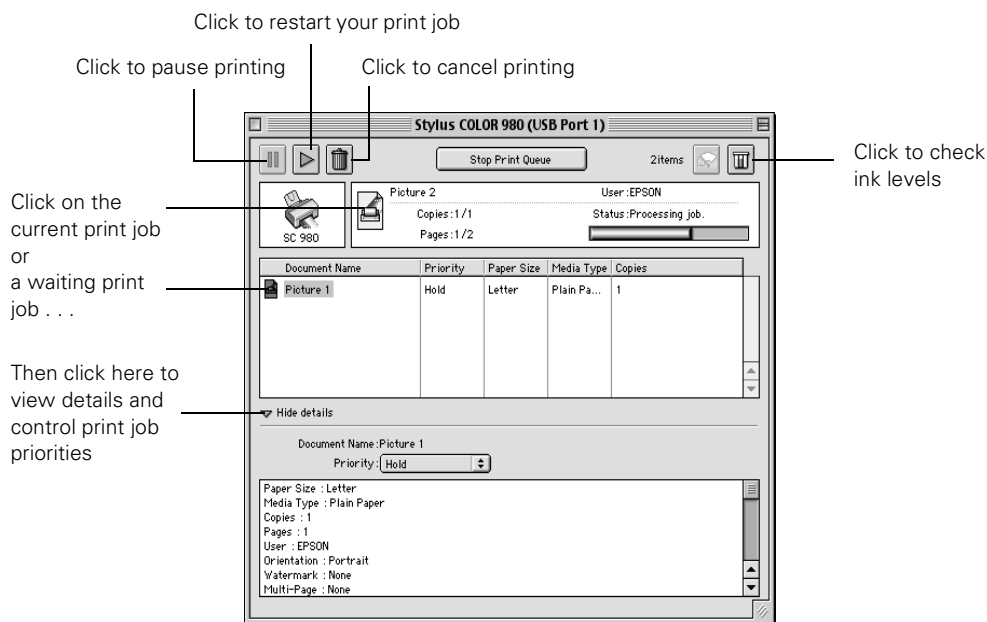 Click to restart your print job
Click to pause printing
Click to cancel printing
Stylus COLOR 980 (USB Port 1)
Stop Print Queue
2items
Click to check
ink levels
SC 980
Picture 2
User:EPSON
Copies:1/1
Status:Processing job.
Pages:1/2
Click on the
current print job
or
a waiting print
job . . .
Document Name Priority Paper Size Media Type Copies
Picture 1 Hold Letter Plain Pa... 1
Then click here to
view details and
control print job
priorities
Hide details
Document Name:Picture 1
Priority: Hold
Paper Size : Letter
Media Type : Plain Paper
Copies : 1
Pages : 1
User : EPSON
Orientation : Portrait
Watermark : None
Multi-Page : None